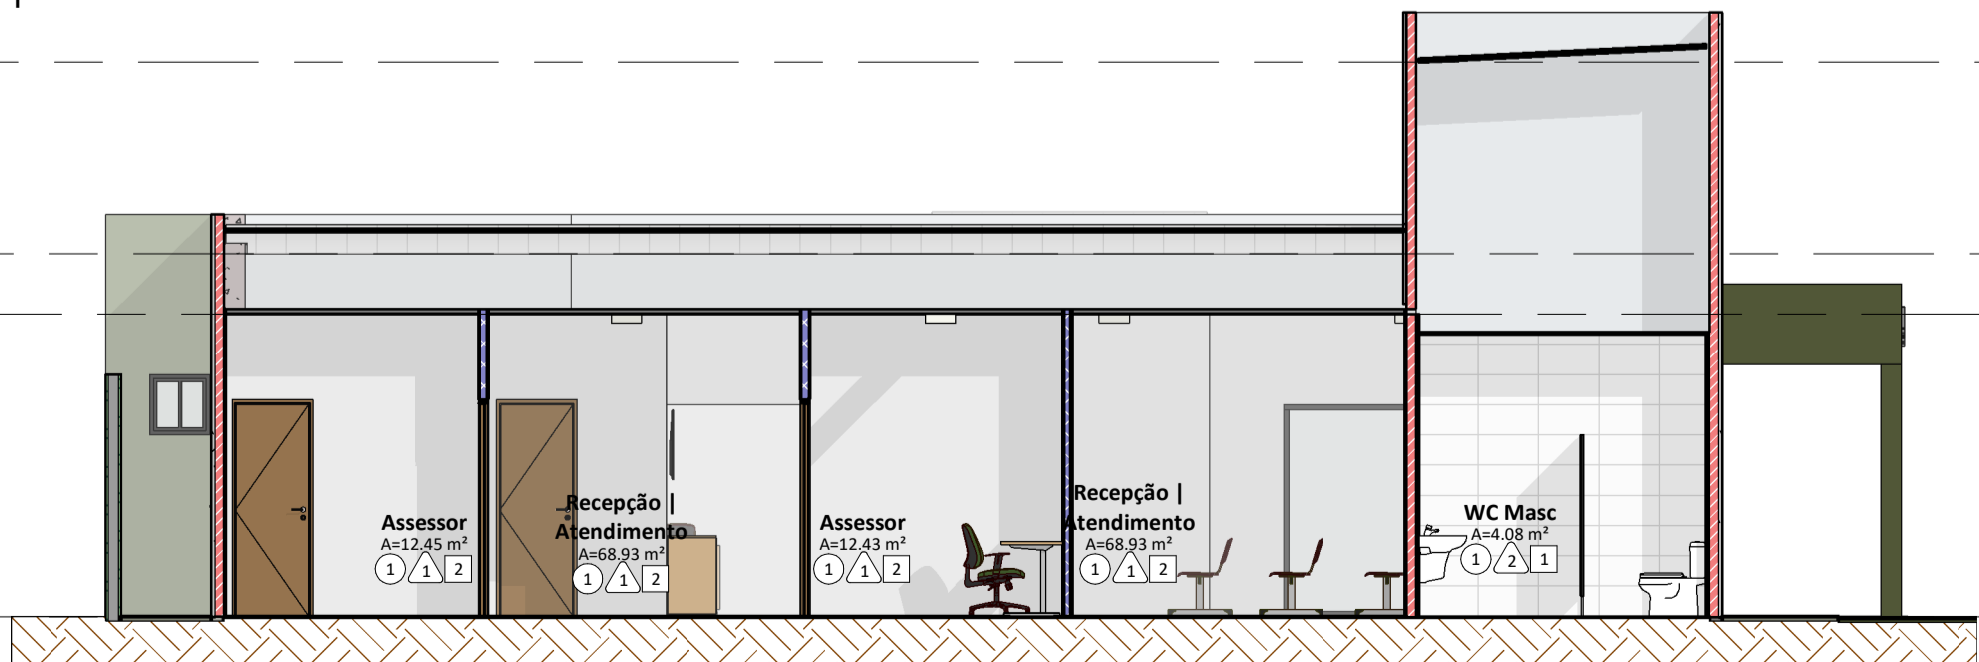 Assessor
A=12.45 m²
1 1 2
Recepção |
Atendimento
A=68.93 m²
1 1 2
Assessor
A=12.43 m²
1 1 2
Recepção |
Atendimento
A=68.93 m²
1 1 2
WC Masc
A=4.08 m²
1 2 1